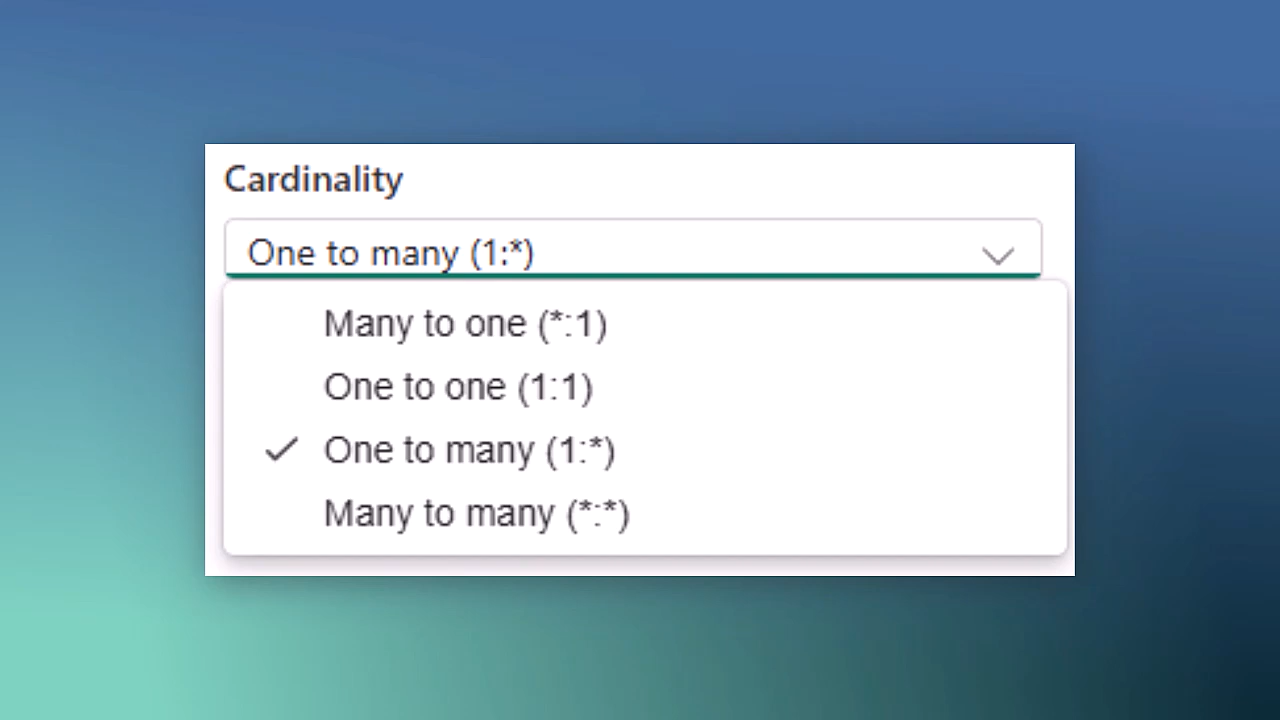 Cardinality
One to many (1:*)
Many to one (*:1)
One to one (1:1)
One to many (1:*)
Many to many (*:*)